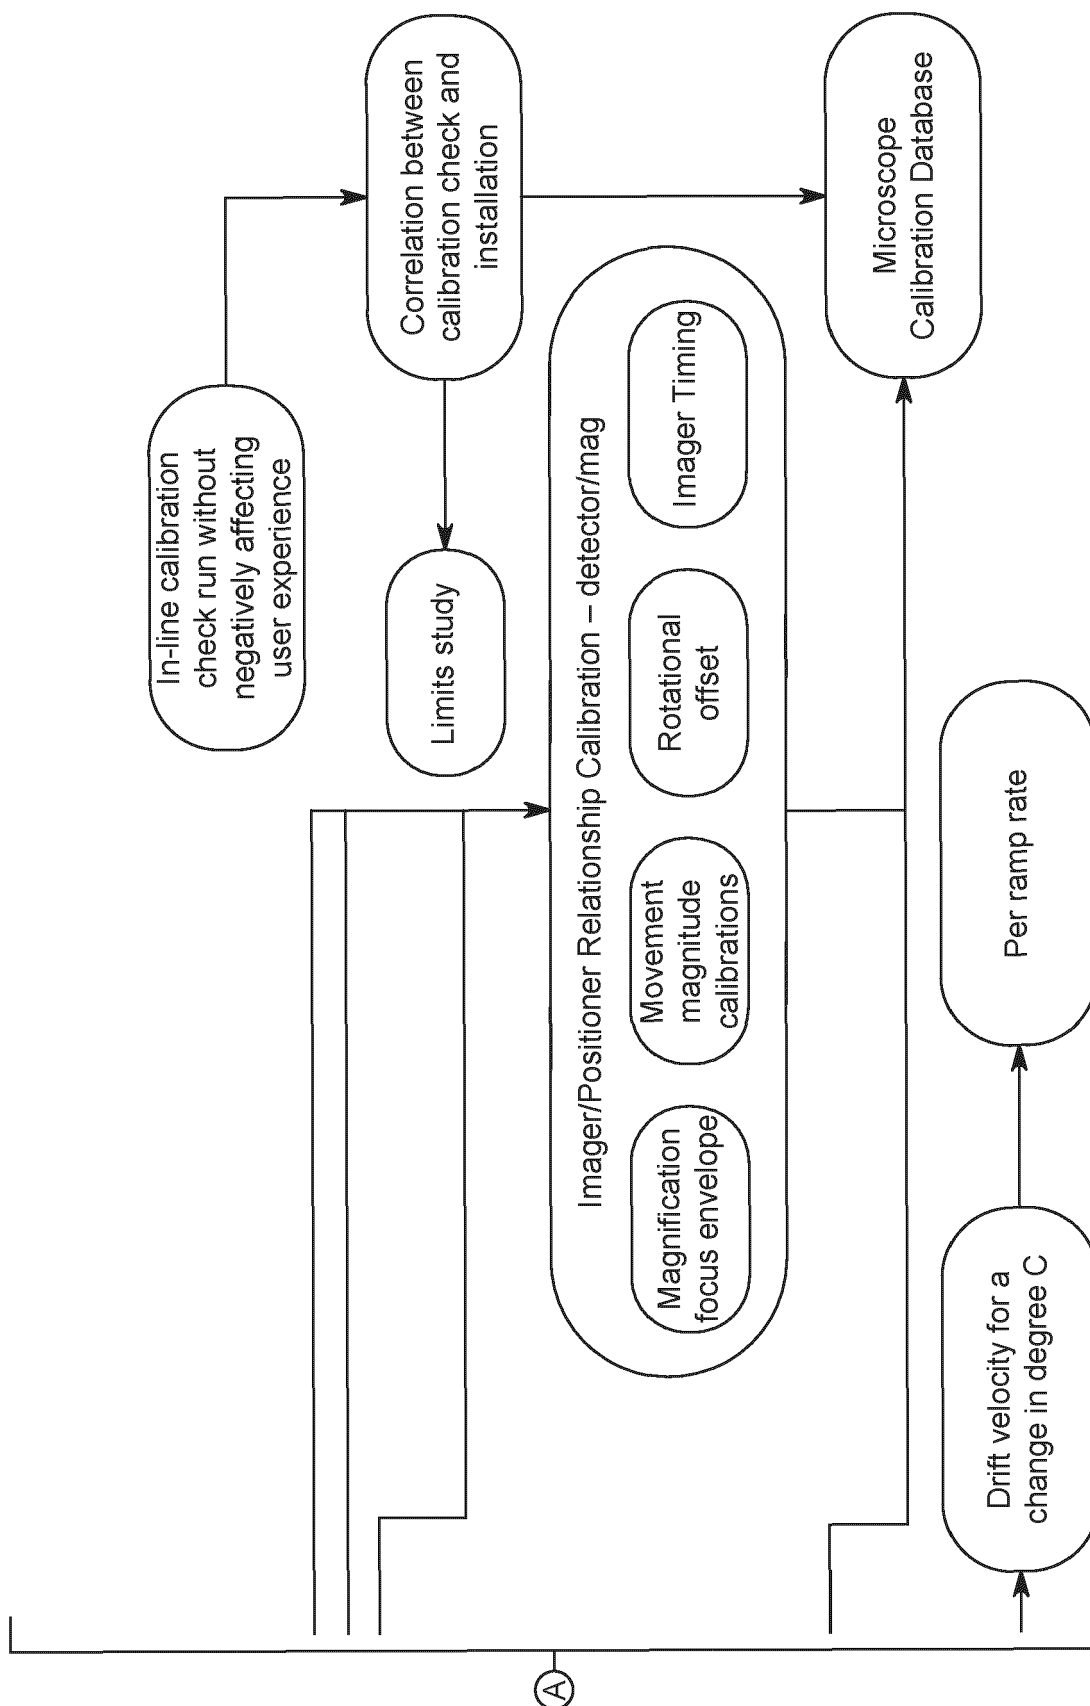 In-line calibration
check run without
negatively affecting
user experience
Correlation between
calibration check and
installation
Limits study
Imager/Positioner Relationship Calibration – detector/mag
Magnification
focus envelope
Movement
magnitude
calibrations
Rotational
offset
Imager Timing
Microscope
Calibration Database
Drift velocity for a
change in degree C
Per ramp rate
A